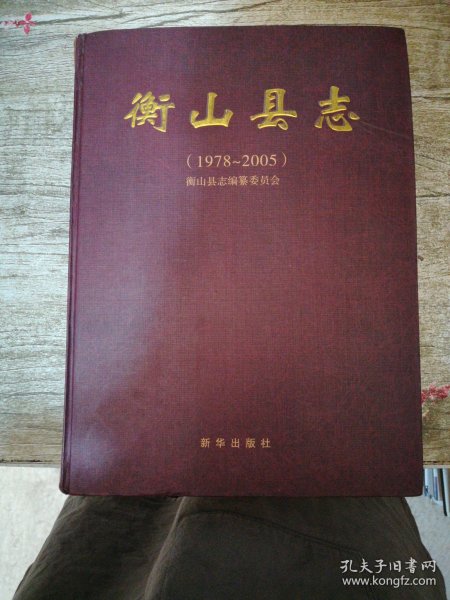 衡山县志
（1978~2005）
衡山县志编纂委员会
新华出版社
孔夫子旧书网
www.kongfz.com